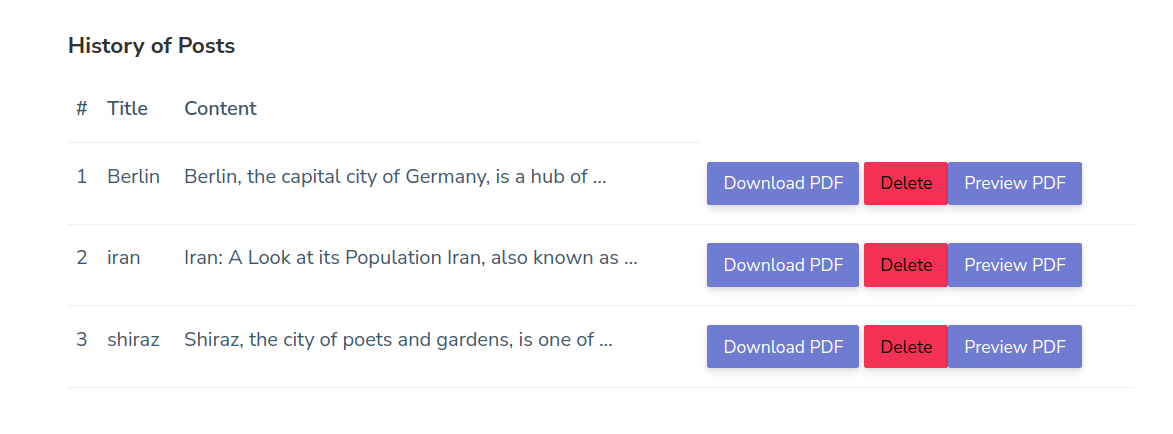 History of Posts
# Title Content
1 Berlin Berlin, the capital city of Germany, is a hub of ... Download PDF Delete Preview PDF
2 iran Iran: A Look at its Population Iran, also known as ... Download PDF Delete Preview PDF
3 shiraz Shiraz, the city of poets and gardens, is one of ... Download PDF Delete Preview PDF